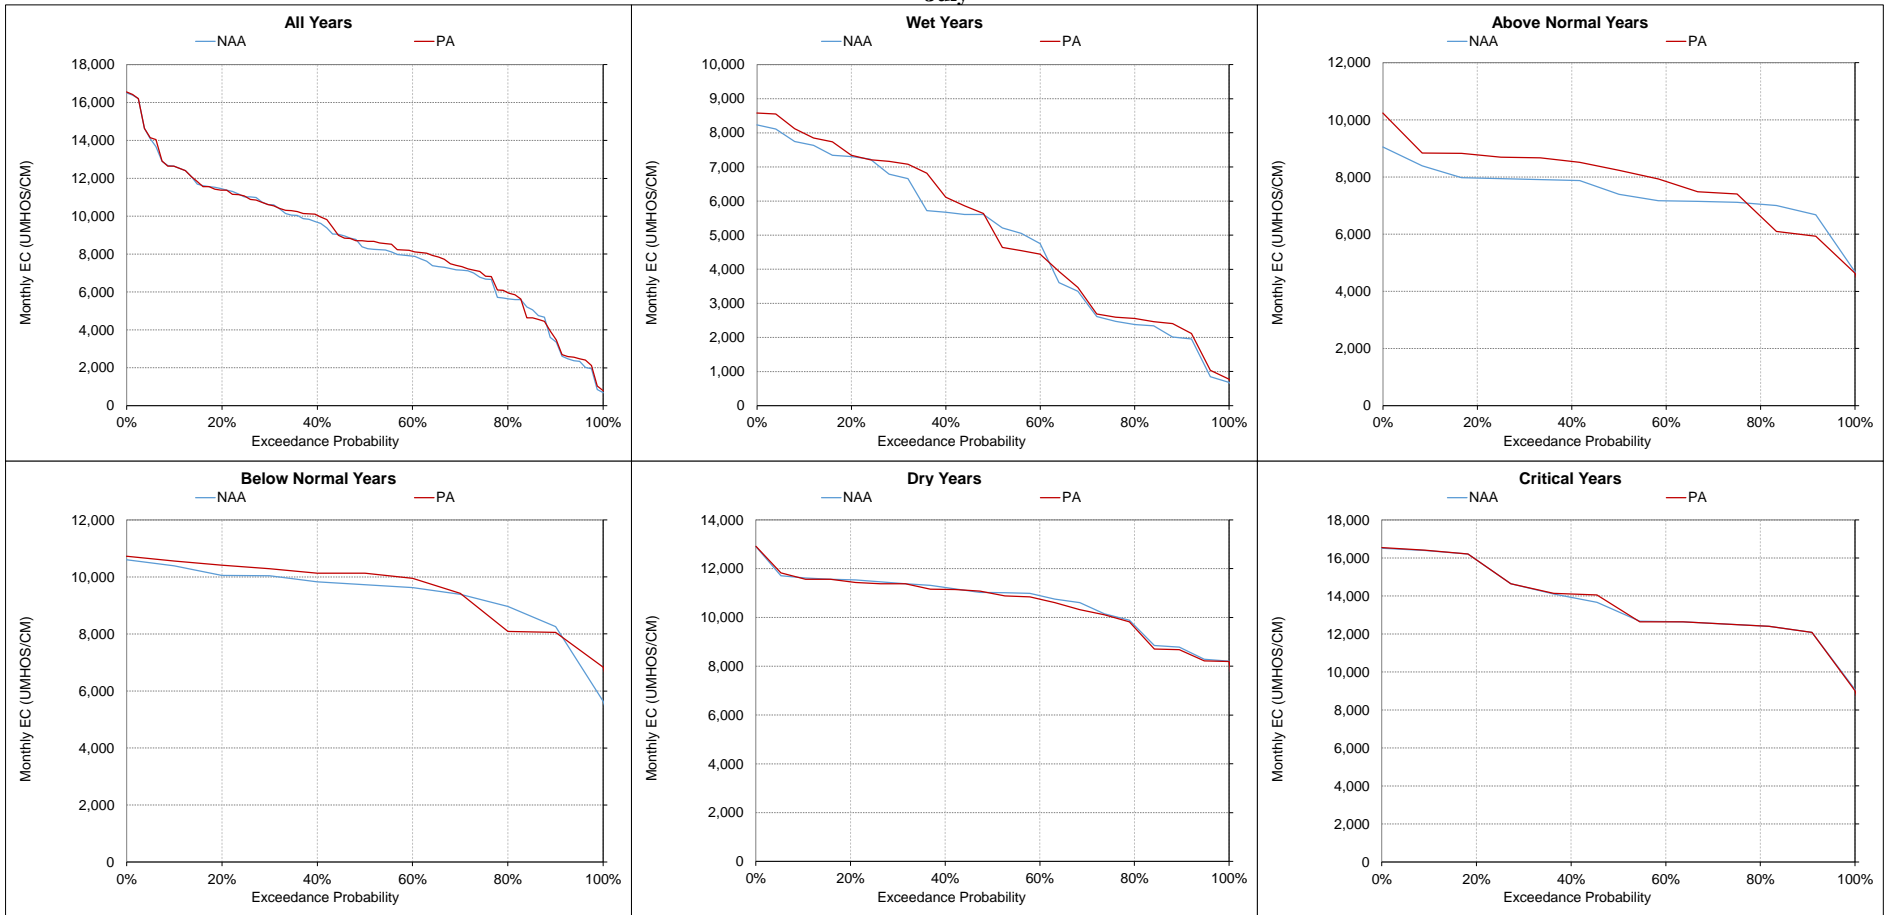 All Years
NAA PA
18,000
16,000
14,000
12,000
10,000
8,000
6,000
4,000
2,000
0
0% 20% 40% 60% 80% 100%
Monthly EC (UMHOS/CM)
Exceedance Probability
Wet Years
NAA PA
10,000
9,000
8,000
7,000
6,000
5,000
4,000
3,000
2,000
1,000
0
0% 20% 40% 60% 80% 100%
Monthly EC (UMHOS/CM)
Exceedance Probability
Above Normal Years
NAA PA
12,000
10,000
8,000
6,000
4,000
2,000
0
0% 20% 40% 60% 80% 100%
Monthly EC (UMHOS/CM)
Exceedance Probability
Below Normal Years
NAA PA
12,000
10,000
8,000
6,000
4,000
2,000
0
0% 20% 40% 60% 80% 100%
Monthly EC (UMHOS/CM)
Exceedance Probability
Dry Years
NAA PA
14,000
12,000
10,000
8,000
6,000
4,000
2,000
0
0% 20% 40% 60% 80% 100%
Monthly EC (UMHOS/CM)
Exceedance Probability
Critical Years
NAA PA
18,000
16,000
14,000
12,000
10,000
8,000
6,000
4,000
2,000
0
0% 20% 40% 60% 80% 100%
Monthly EC (UMHOS/CM)
Exceedance Probability